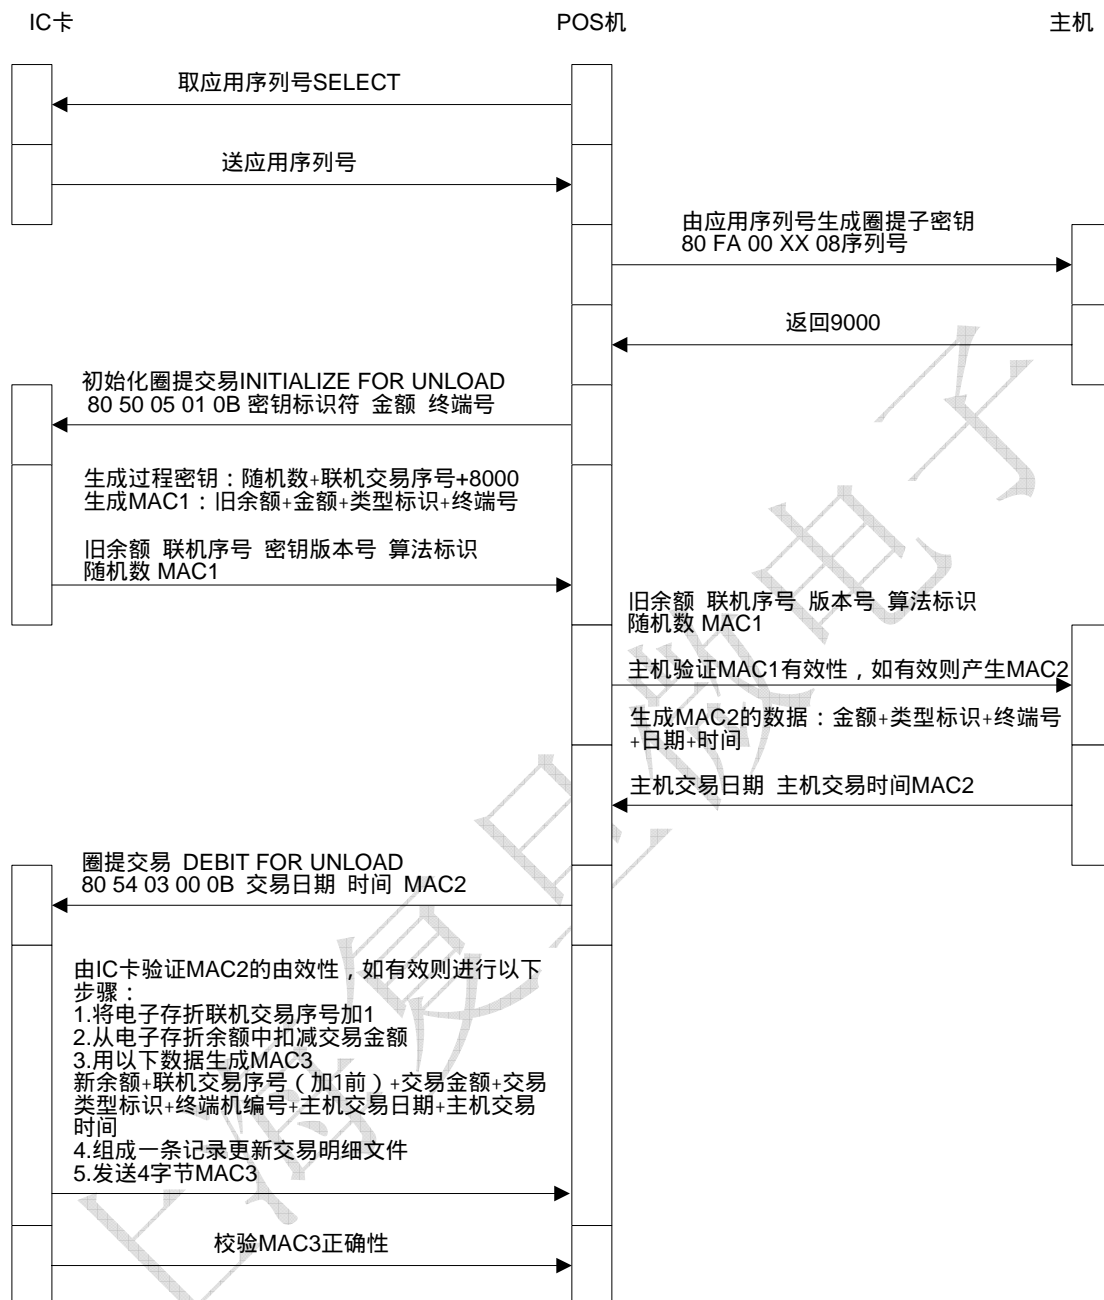 IC卡
POS机
主机
取应用序列号SELECT
送应用序列号
由应用序列号生成圈提子密钥
80 FA 00 XX 08序列号
返回9000
初始化圈提交易INITIALIZE FOR UNLOAD
80 50 05 01 0B 密钥标识符 金额 终端号
生成过程密钥：随机数+联机交易序号+8000
生成MAC1：旧余额+金额+类型标识+终端号
旧余额 联机序号 密钥版本号 算法标识
随机数 MAC1
旧余额 联机序号 版本号 算法标识
随机数 MAC1
主机验证MAC1有效性，如有效则产生MAC2
生成MAC2的数据：金额+类型标识+终端号
+日期+时间
主机交易日期 主机交易时间MAC2
圈提交易 DEBIT FOR UNLOAD
80 54 03 00 0B 交易日期 时间 MAC2
由IC卡验证MAC2的由效性，如有效则进行以下
步骤：
1.将电子存折联机交易序号加1
2.从电子存折余额中扣减交易金额
3.用以下数据生成MAC3
新余额+联机交易序号（加1前）+交易金额+交易
类型标识+终端机编号+主机交易日期+主机交易
时间
4.组成一条记录更新交易明细文件
5.发送4字节MAC3
校验MAC3正确性
上海复旦微电子